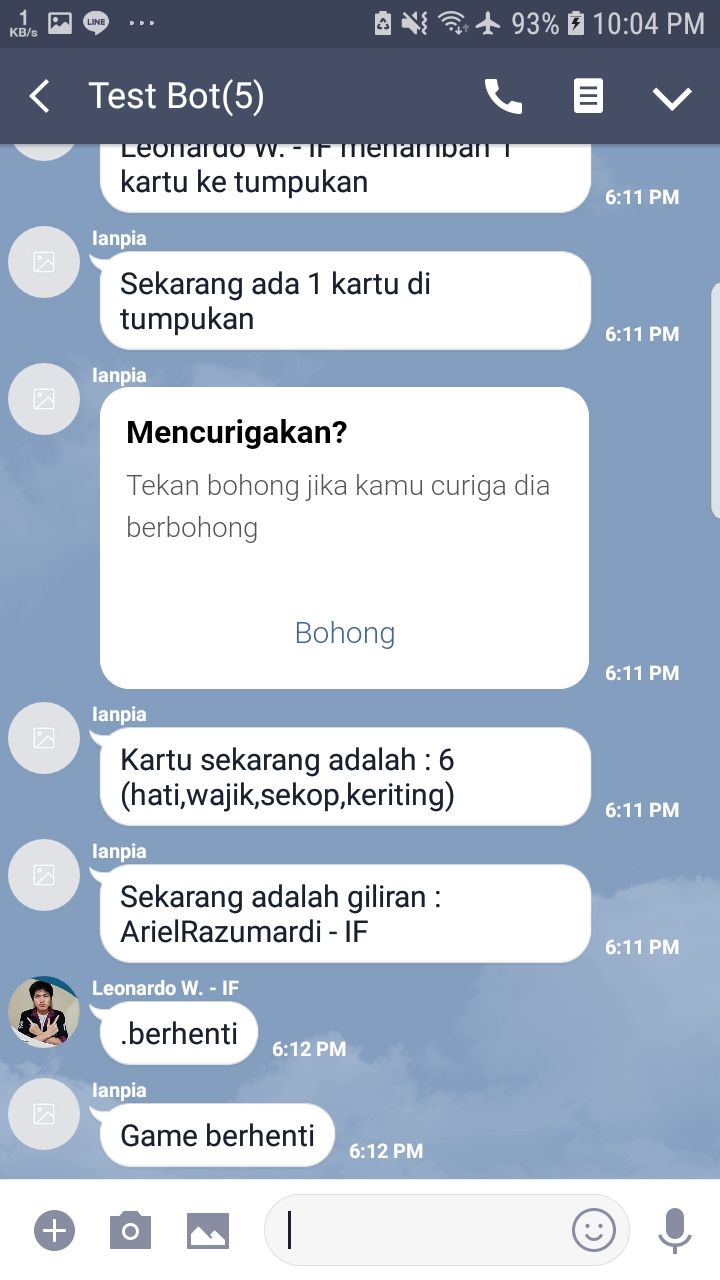 1
KB/s
LINE
93%
10:04 PM
Test Bot(5)
Leonardo W. - IF menambah 1
kartu ke tumpukan
6:11 PM
Ianpia
Sekarang ada 1 kartu di
tumpukan
6:11 PM
Ianpia
Mencurigakan?
Tekan bohong jika kamu curiga dia
berbohong
Bohong
6:11 PM
Ianpia
Kartu sekarang adalah : 6
(hati,wajik,sekop,keriting)
6:11 PM
Ianpia
Sekarang adalah giliran :
ArielRazumardi - IF
6:11 PM
Leonardo W. - IF
.berhenti
6:12 PM
Ianpia
Game berhenti
6:12 PM